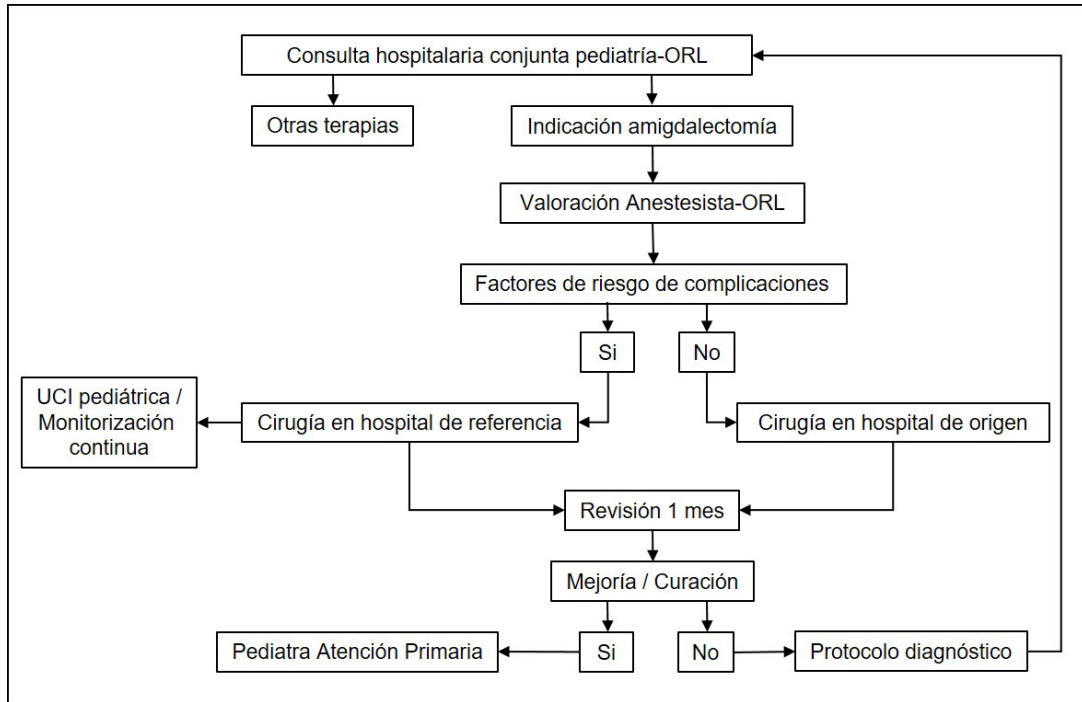 Consulta hospitalaria conjunta pediatría-ORL
Otras terapias
Indicación amigdalectomía
Valoración Anestesista-ORL
Factores de riesgo de complicaciones
Si
No
UCI pediátrica /
Monitorización
continua
Cirugía en hospital de referencia
Cirugía en hospital de origen
Revisión 1 mes
Mejoría / Curación
Pediatra Atención Primaria
Si
No
Protocolo diagnóstico